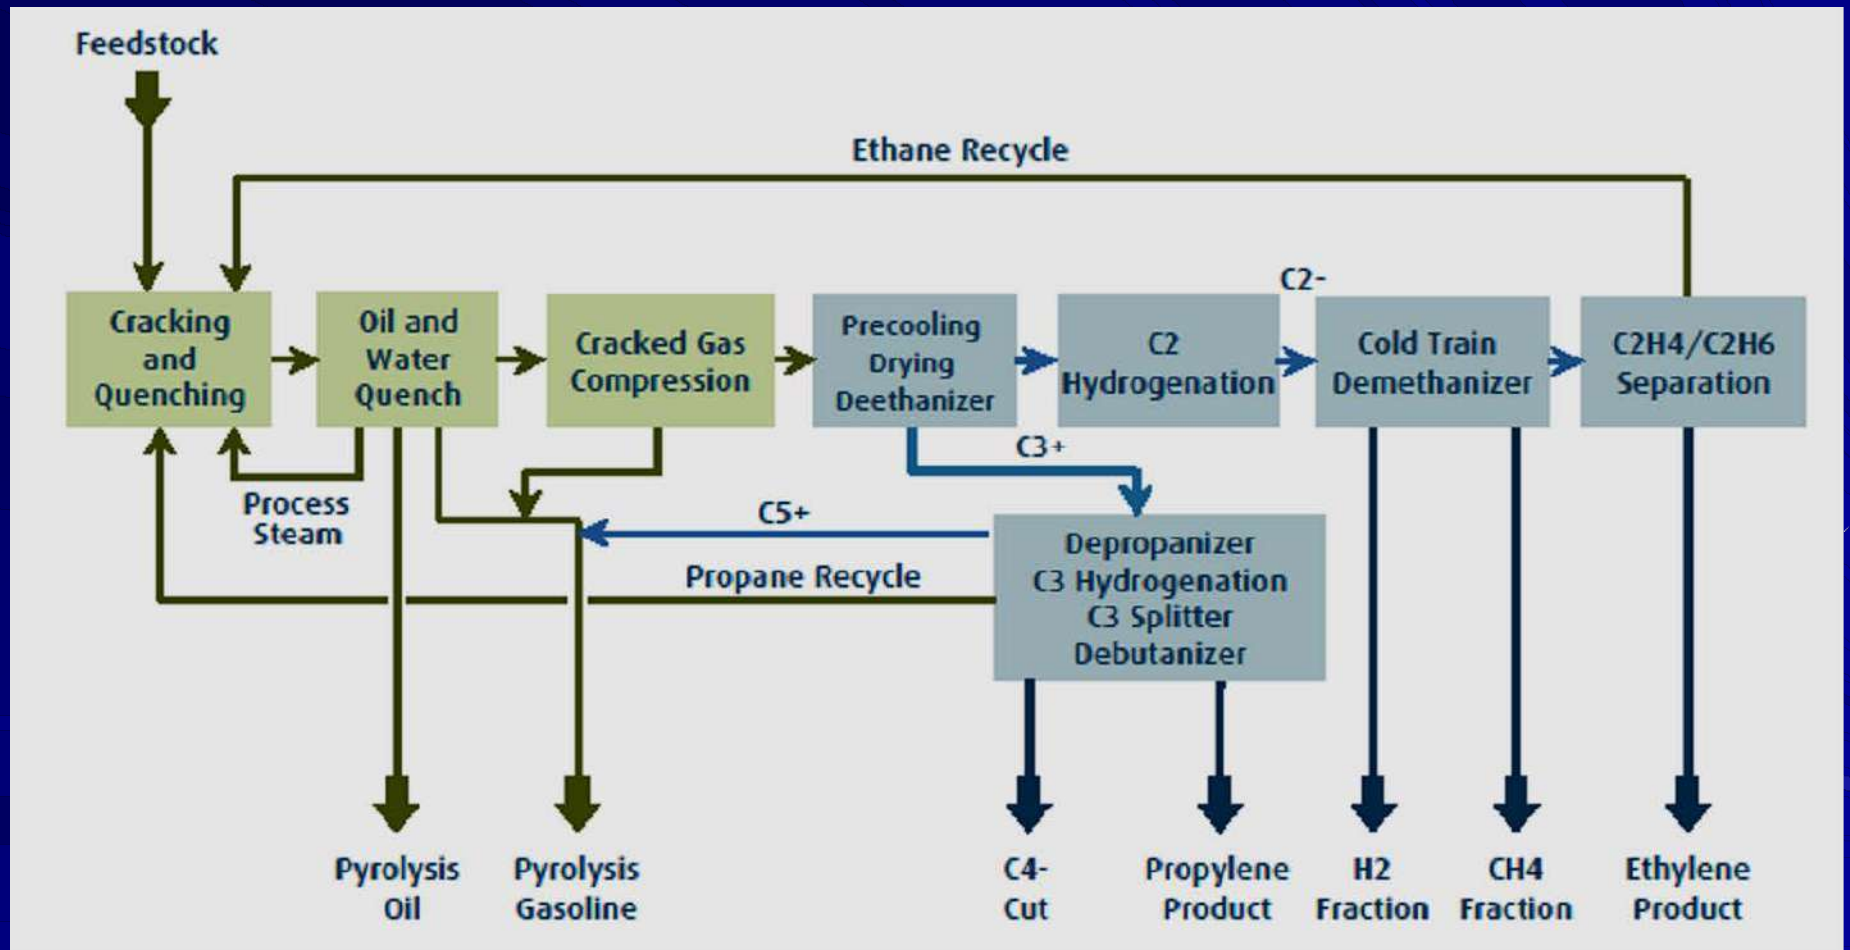 Feedstock
Ethane Recycle
C2-
Cracking
and
Quenching
Oil and
Water
Quench
Cracked Gas
Compression
Precooling
Drying
Deethanizer
C2
Hydrogenation
Cold Train
Demethanizer
C2H4/C2H6
Separation
C3+
Process
Steam
C5+
Propane Recycle
Depropanizer
C3 Hydrogenation
C3 Splitter
Debutanizer
Pyrolysis
Oil
Pyrolysis
Gasoline
C4-
Cut
Propylene
Product
H2
Fraction
CH4
Fraction
Ethylene
Product